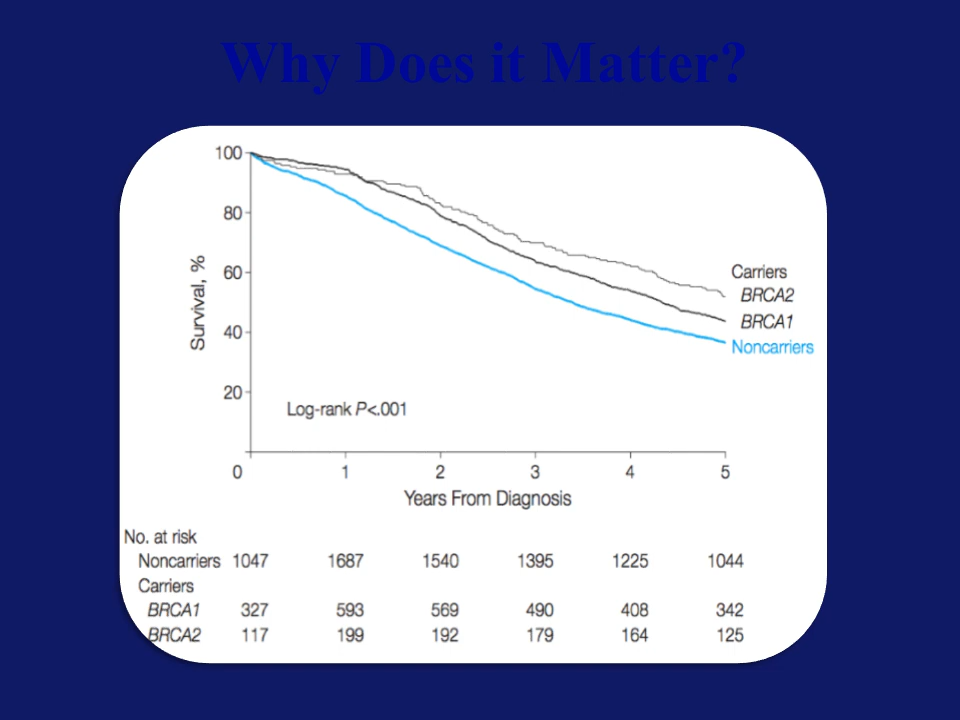 Why Does it Matter?
100
80
60
40
20
Survival, %
Carriers
BRCA2
BRCA1
Noncarriers
Log-rank P<.001
0 1 2 3 4 5
Years From Diagnosis
No. at risk
Noncarriers 1047 1687 1540 1395 1225 1044
Carriers
BRCA1 327 593 569 490 408 342
BRCA2 117 199 192 179 164 125